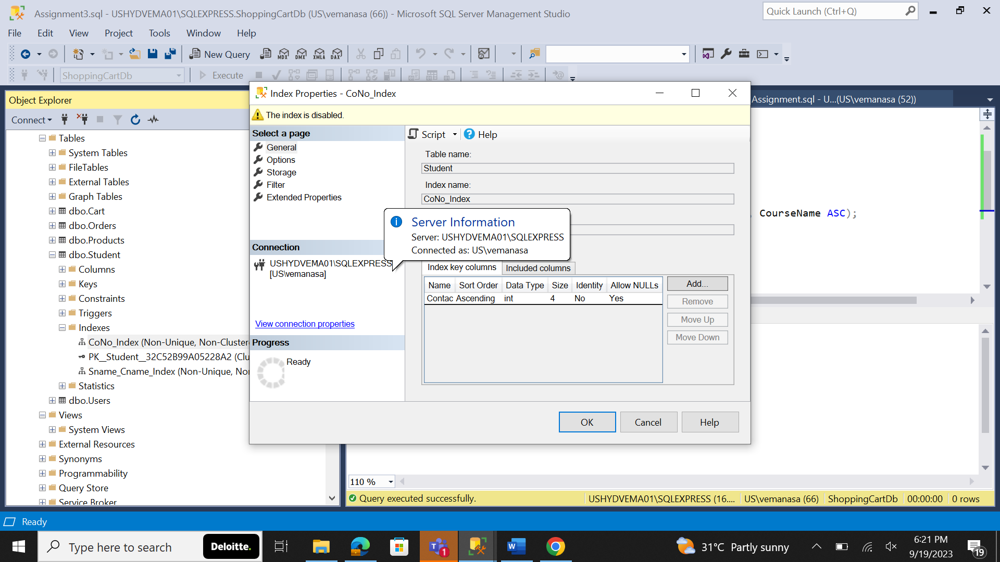 Assignment3.sql - USHYDVEMA01\SQLEXPRESS.ShoppingCartDb (US\vemanasa (66)) - Microsoft SQL Server Management Studio
Quick Launch (Ctrl+Q)
File Edit View Project Tools Window Help
New Query MDX DMX XMLA DAX
ShoppingCartDb Execute
Object Explorer
Connect
Tables
System Tables
FileTables
External Tables
Graph Tables
dbo.Cart
dbo.Orders
dbo.Products
dbo.Student
Columns
Keys
Constraints
Triggers
Indexes
CoNo_Index (Non-Unique, Non-Cluster
PK__Student__32C52B99A05228A2 (Clu
Sname_Cname_Index (Non-Unique, No
Statistics
dbo.Users
Views
System Views
External Resources
Synonyms
Programmability
Query Store
Service Broker
Index Properties - CoNo_Index
The index is disabled.
Select a page
General
Options
Storage
Filter
Extended Properties
Connection
USHYDVEMA01\SQLEXPRESS
[US\vemanasa]
View connection properties
Progress
Ready
Script Help
Table name:
Student
Index name:
CoNo_Index
Server Information
Server: USHYDVEMA01\SQLEXPRESS
Connected as: US\vemanasa
Index key columns Included columns
Name Sort Order Data Type Size Identity Allow NULLs
Contac Ascending int 4 No Yes
Add...
Remove
Move Up
Move Down
OK Cancel Help
Assignment.sql - U...(US\vemanasa (52))
CourseName ASC);
110 %
Query executed successfully. USHYDVEMA01\SQLEXPRESS (16.... US\vemanasa (66) ShoppingCartDb 00:00:00 0 rows
Ready
Type here to search Deloitte. 1 31°C Partly sunny
6:21 PM
9/19/2023
19